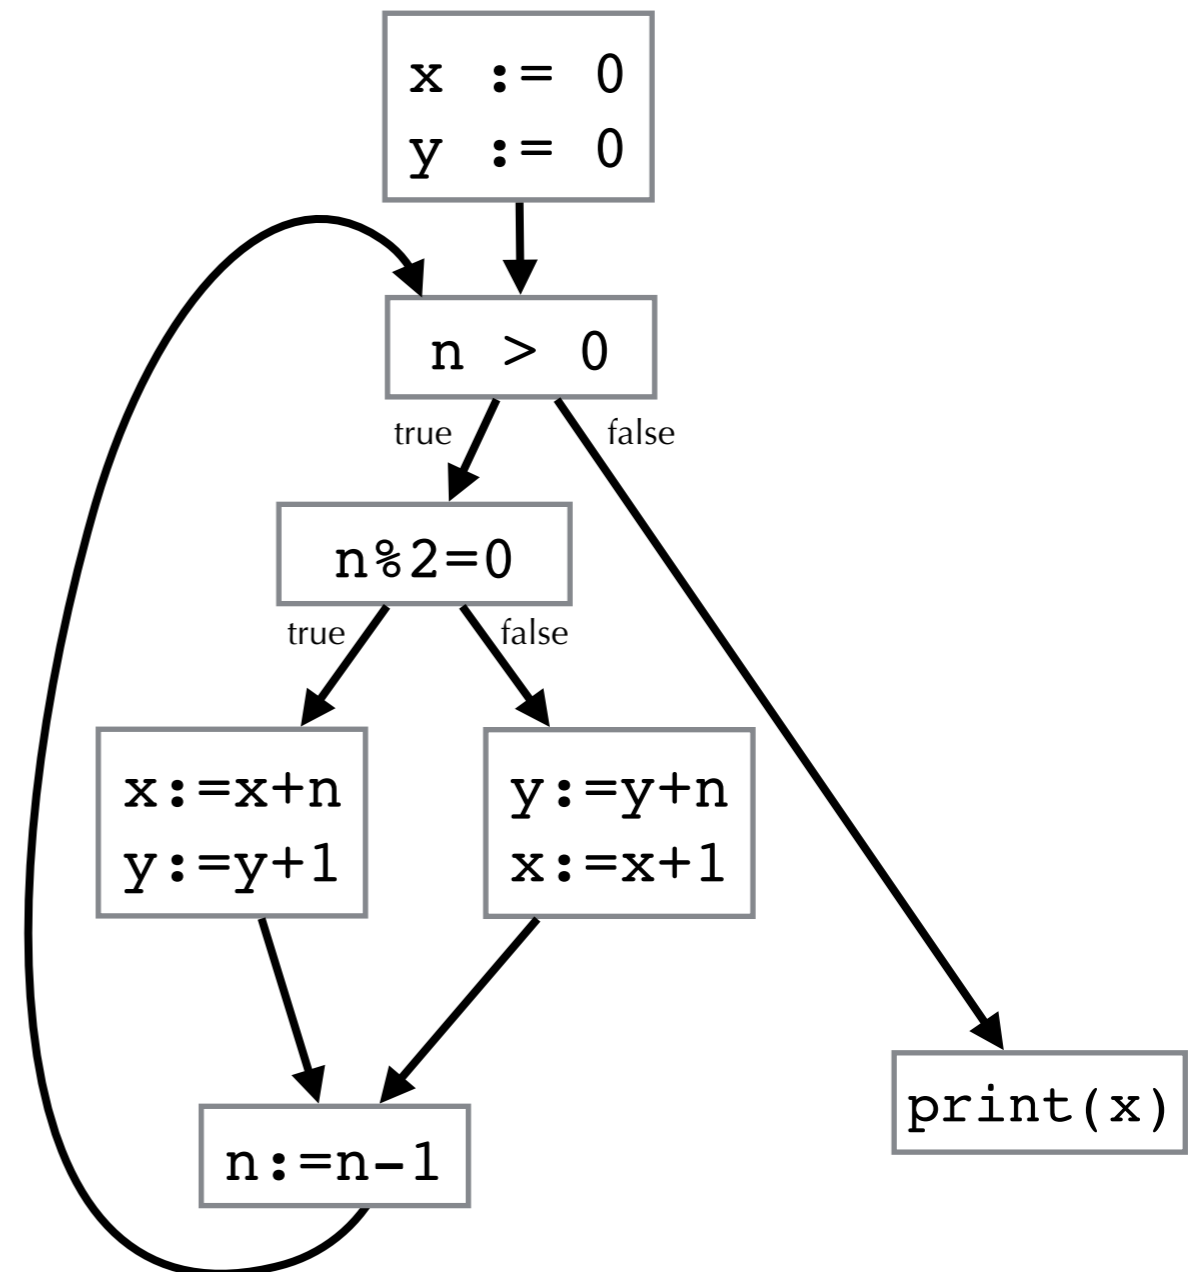 x := 0
y := 0
n > 0
true
false
n%2=0
true
false
x:=x+n
y:=y+1
y:=y+n
x:=x+1
n:=n-1
print(x)